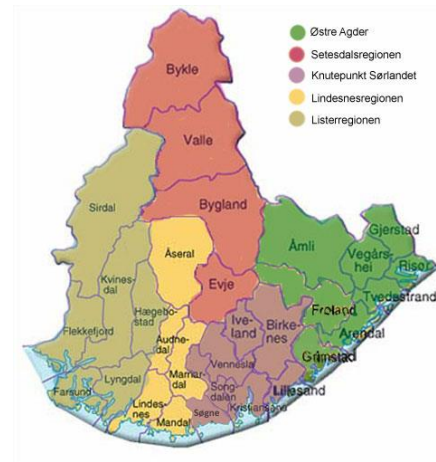 Østre Agder
Setesdalsregionen
Knutepunkt Sørlandet
Lindesnesregionen
Listerregionen
Bykle
Valle
Bygland
Sirdal
Åseral
Åmli
Gjerstad
Vegårs-
hei
Risør
Kvines-
dal
Evje
Tvedestrand
Hægebo-
stad
Froland
Ive-
land
Birke-
nes
Arendal
Flekkefjord
Audne-
dal
Grimstad
Vennesla
Lyngdal
Marnar-
dal
Farsund
Song-
dalen
Lillesand
Lindes-
nes
Mandal
Søgne
Kristiansand